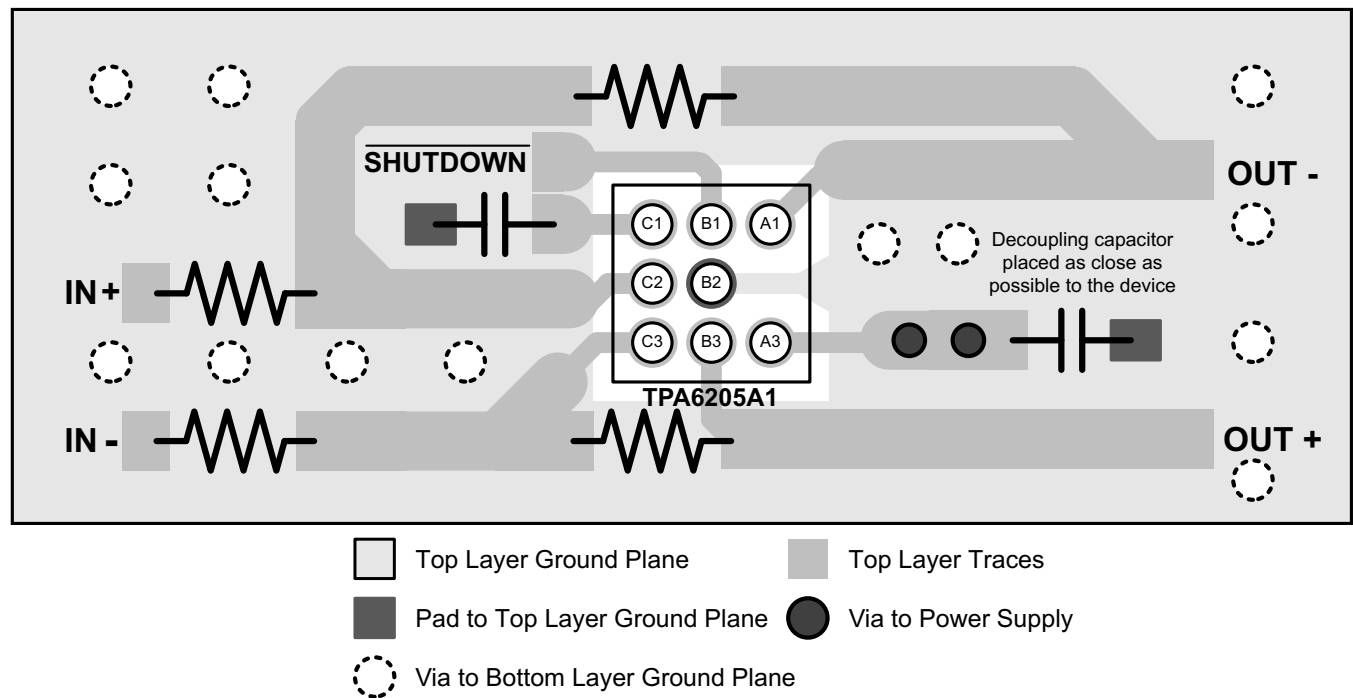 SHUTDOWN
OUT -
C1 B1 A1
Decoupling capacitor
placed as close as
possible to the device
IN +
C2 B2
C3 B3 A3
TPA6205A1
IN -
OUT +
Top Layer Ground Plane
Top Layer Traces
Pad to Top Layer Ground Plane
Via to Power Supply
Via to Bottom Layer Ground Plane